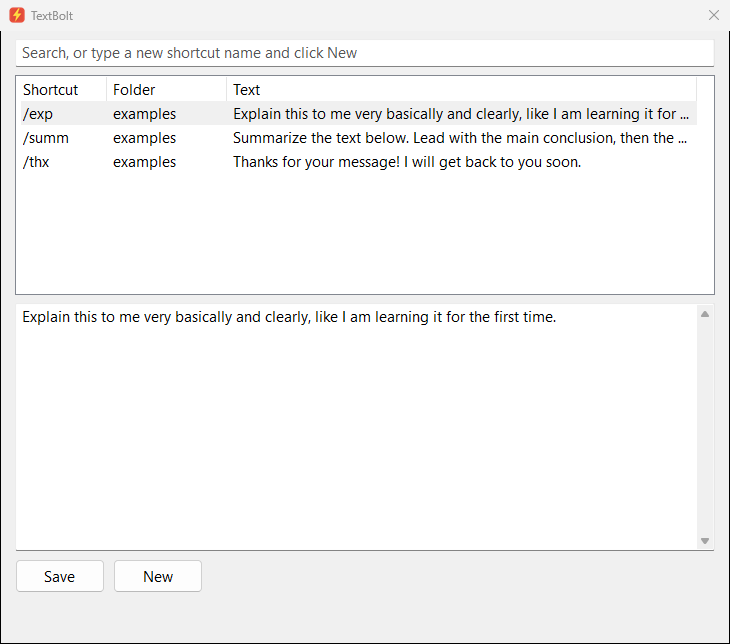 TextBolt
Search, or type a new shortcut name and click New
Shortcut Folder Text
/exp examples Explain this to me very basically and clearly, like I am learning it for ...
/summ examples Summarize the text below. Lead with the main conclusion, then the ...
/thx examples Thanks for your message! I will get back to you soon.
Explain this to me very basically and clearly, like I am learning it for the first time.
Save New